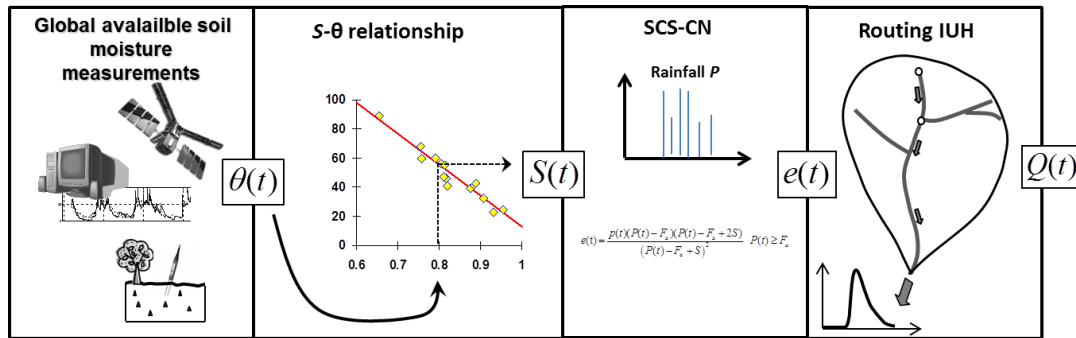 Global avalailble soil
moisture
measurements
θ(t)
S-θ relationship
100
80
60
40
20
0
0.6 0.7 0.8 0.9 1
S(t)
SCS-CN
Rainfall P
e(t) = p(t)(P(t) − Fa)(P(t) − Fa + 2S) / (P(t) − Fa + S)² P(t) ≥ Fa
e(t)
Routing IUH
Q(t)